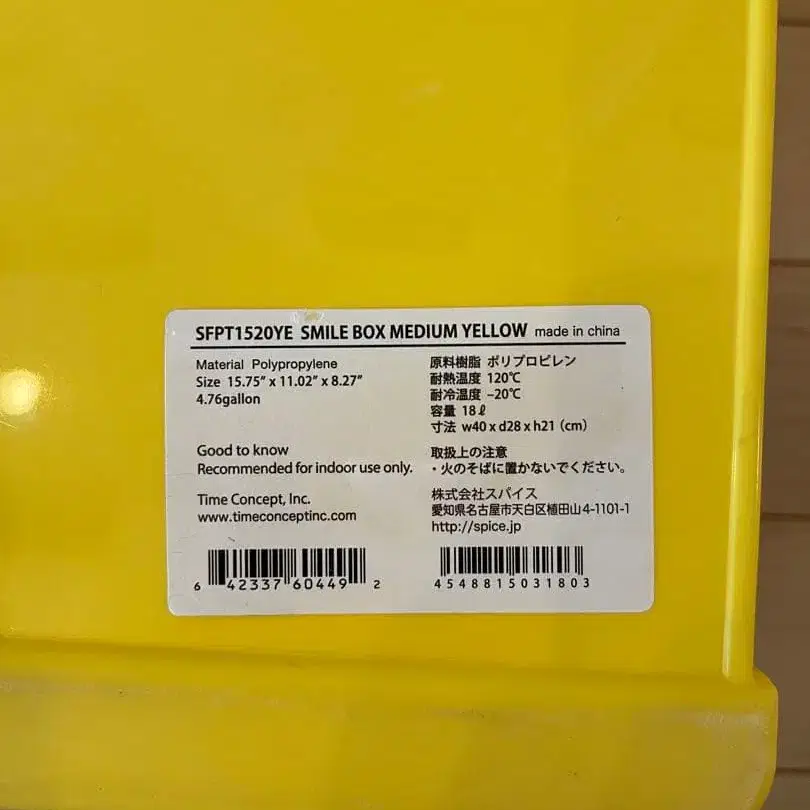 SFPT1520YE SMILE BOX MEDIUM YELLOW made in china
Material Polypropylene
Size 15.75” x 11.02” x 8.27”
4.76gallon
Good to know
Recommended for indoor use only.
Time Concept, Inc.
www.timeconceptinc.com
6 42337 60449 2
原料樹脂 ポリプロピレン
耐熱温度 120℃
耐冷温度 –20℃
容量 18ℓ
寸法 w40 x d28 x h21（cm）
取扱上の注意
・火のそばに置かないでください。
株式会社スパイス
愛知県名古屋市天白区植田山4-1101-1
http://spice.jp
4548815031803